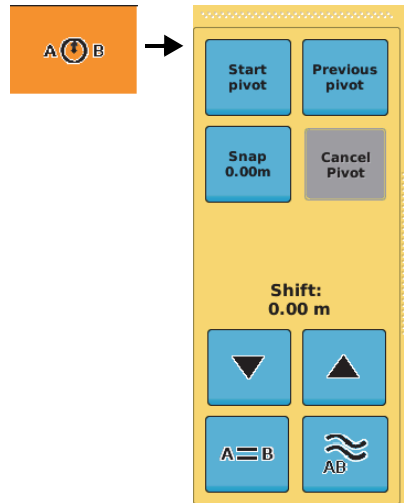 A B
Start
pivot
Previous
pivot
Snap
0.00m
Cancel
Pivot
Shift:
0.00 m
A B
AB